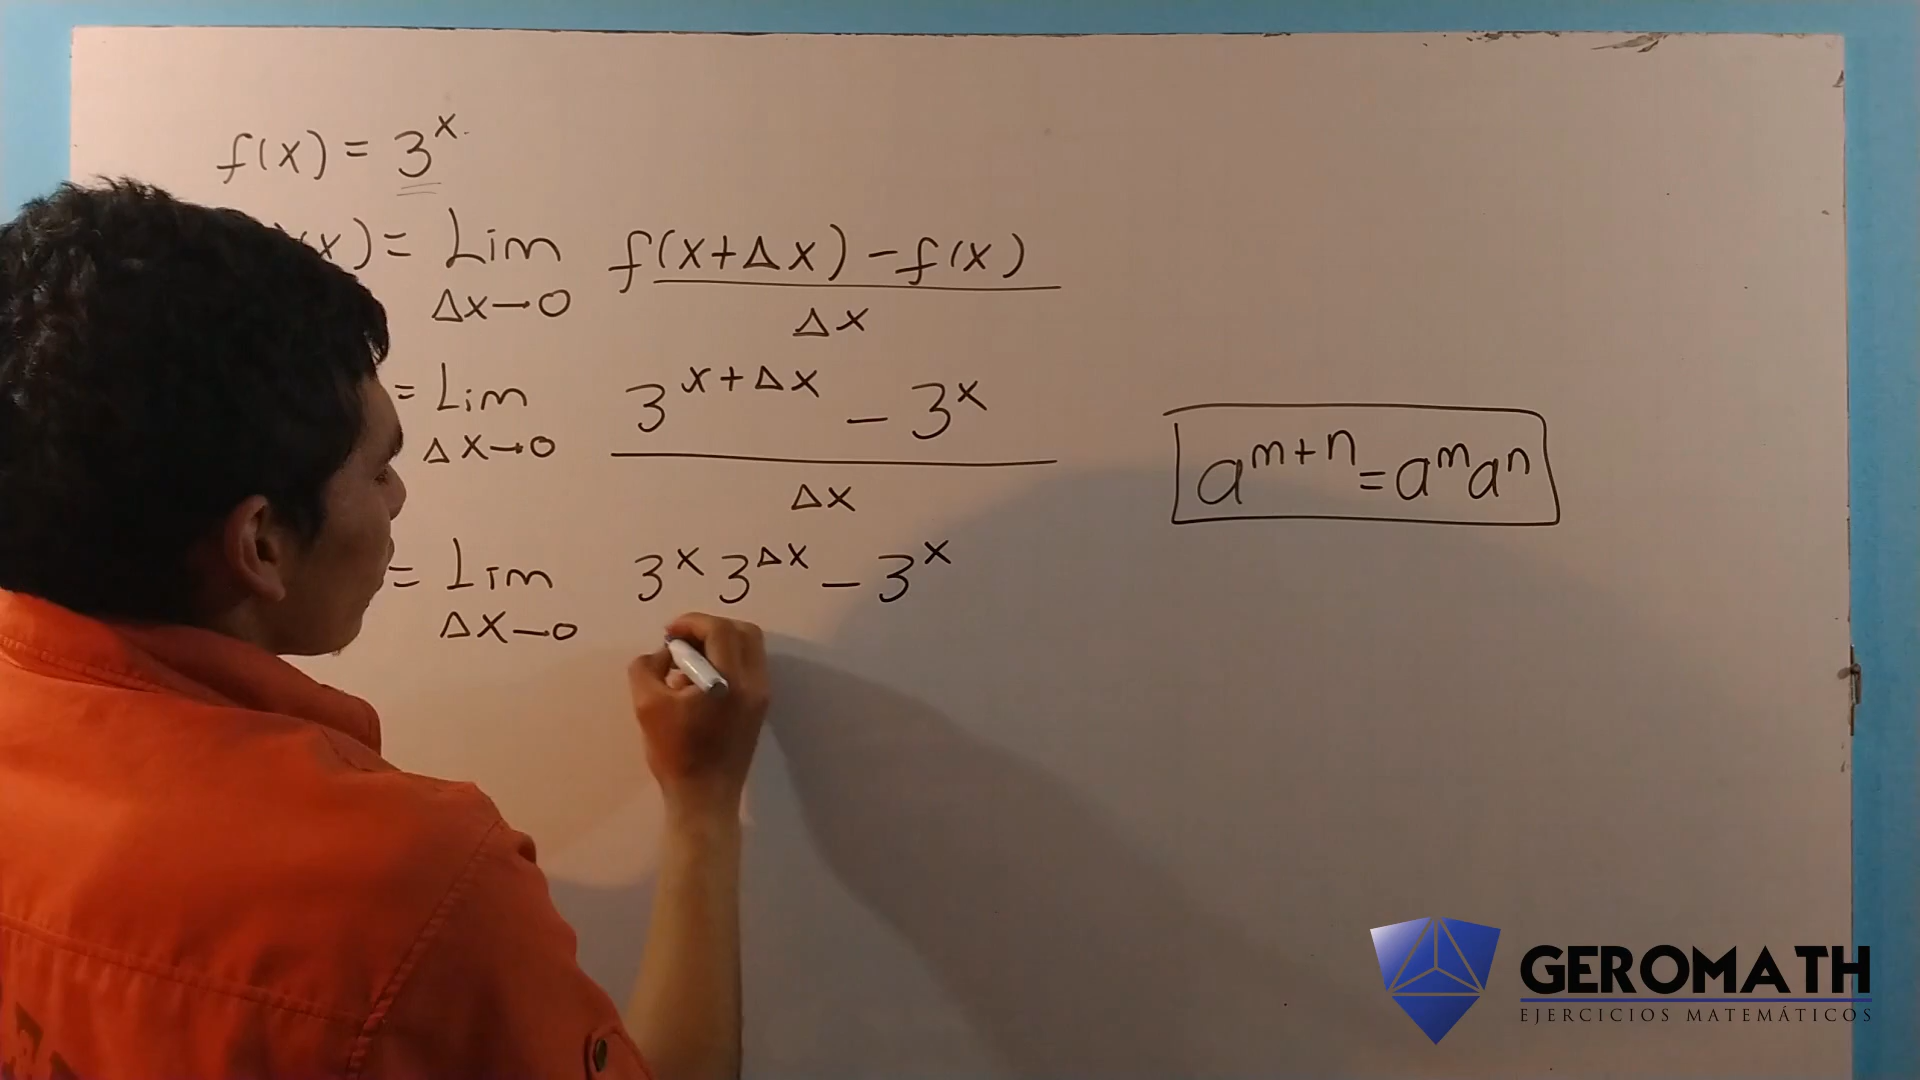 f(x) = 3^x
(x) = Lim f(x+Δx) - f(x)
Δx→0 Δx
= Lim 3^{x+Δx} - 3^x
Δx→0 Δx
= Lim 3^x 3^{Δx} - 3^x
Δx→0
a^{m+n} = a^m a^n
GEROMATH
EJERCICIOS MATEMÁTICOS